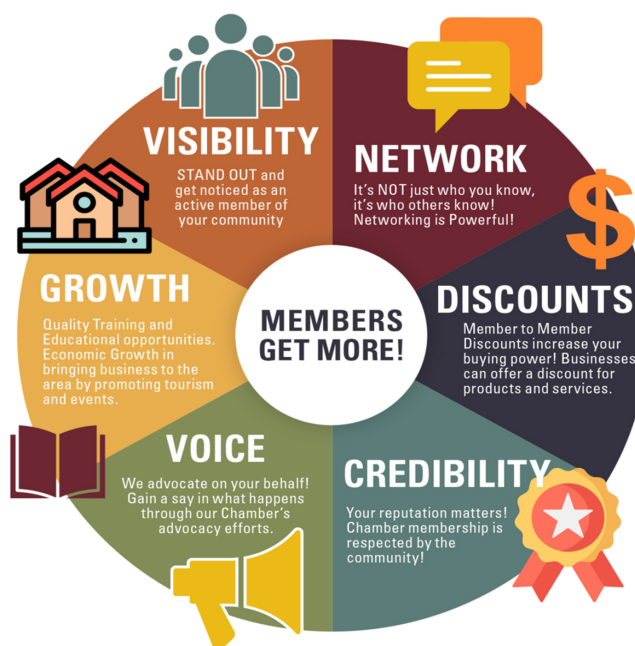 VISIBILITY
STAND OUT and
get noticed as an
active member of
your community
NETWORK
It's NOT just who you know,
it's who others know!
Networking is Powerful!
GROWTH
Quality Training and
Educational opportunities.
Economic Growth in
bringing business to the
area by promoting tourism
and events.
MEMBERS
GET MORE!
DISCOUNTS
Member to Member
Discounts increase your
buying power! Businesses
can offer a discount for
products and services.
VOICE
We advocate on your behalf!
Gain a say in what happens
through our Chamber's
advocacy efforts.
CREDIBILITY
Your reputation matters!
Chamber membership is
respected by the
community!